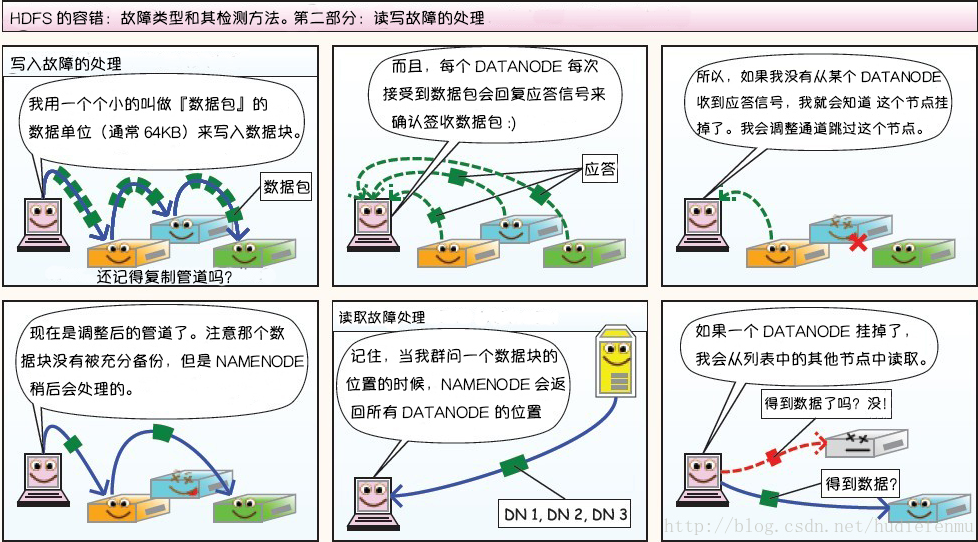 HDFS 的容错：故障类型和其检测方法。第二部分：读写故障的处理
写入故障的处理
我用一个个小的叫做『数据包』的
数据单位（通常 64KB）来写入数据块。
数据包
还记得复制管道吗？
而且，每个 DATANODE 每次
接受到数据包会回复应答信号来
确认签收数据包 :)
应答
所以，如果我没有从某个 DATANODE
收到应答信号，我就会知道 这个节点挂
掉了。我会调整通道跳过这个节点。
现在是调整后的管道了。注意那个数
据块没有被充分备份，但是 NAMENODE
稍后会处理的。
读取故障处理
记住，当我群问一个数据块的
位置的时候，NAMENODE 会返
回所有 DATANODE 的位置
DN 1, DN 2, DN 3
如果一个 DATANODE 挂掉了，
我会从列表中的其他节点中读取。
得到数据了吗？没！
得到数据？
http://blog.csdn.net/hudiefenmu